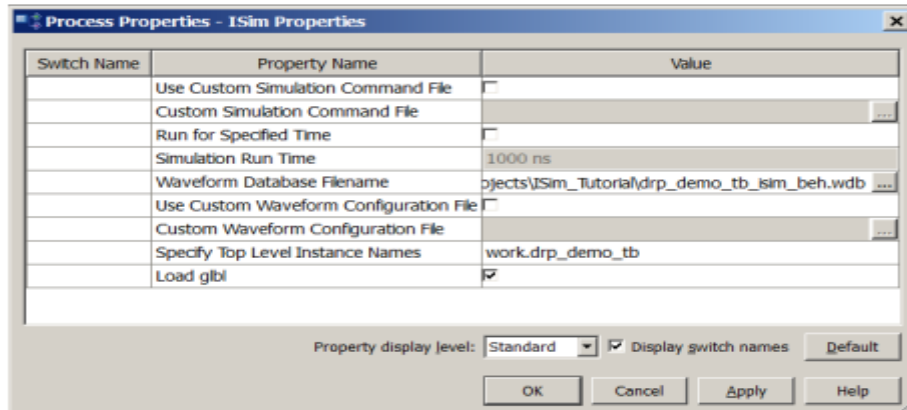 Process Properties - ISim Properties
Switch Name Property Name Value
Use Custom Simulation Command File
Custom Simulation Command File ...
Run for Specified Time
Simulation Run Time 1000 ns
Waveform Database Filename ojects\ISim_Tutorial\drp_demo_tb_isim_beh.wdb ...
Use Custom Waveform Configuration File
Custom Waveform Configuration File ...
Specify Top Level Instance Names work.drp_demo_tb
Load glbl
Property display level: Standard Display switch names Default
OK Cancel Apply Help